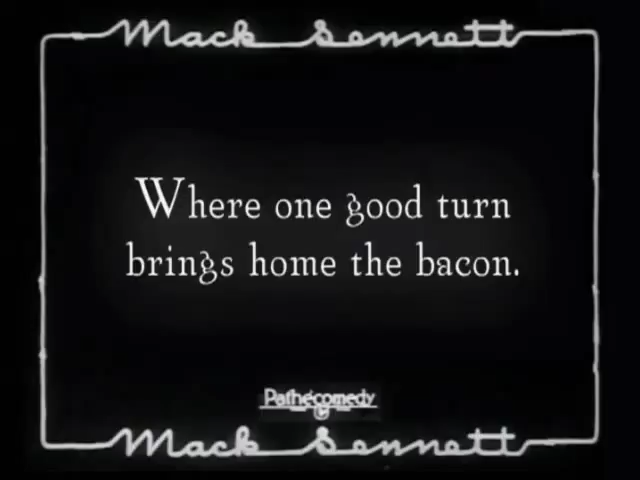 Mack Sennett
Where one good turn
brings home the bacon.
Pathécomedy
Mack Sennett